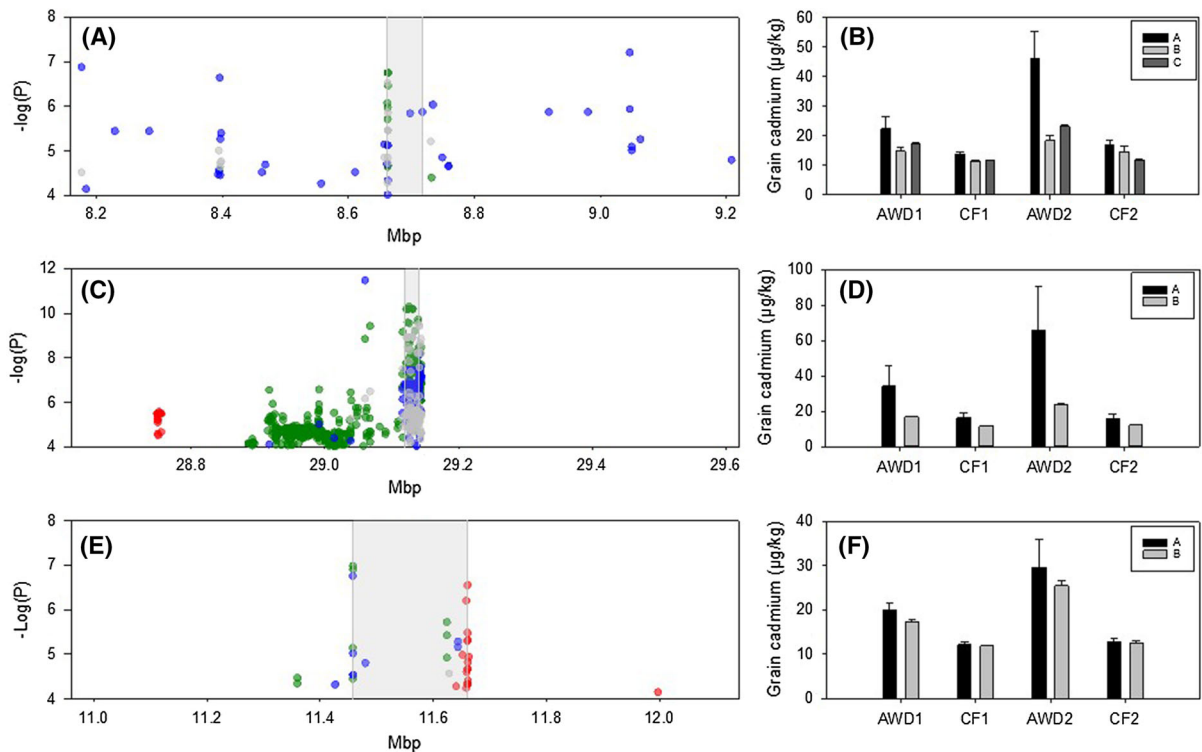 (A)
-log(P)
8
7
6
5
4
8.2 8.4 8.6 8.8 9.0 9.2
Mbp
(B)
Grain cadmium (µg/kg)
60
50
40
30
20
10
0
A
B
C
AWD1 CF1 AWD2 CF2
(C)
-log(P)
12
10
8
6
4
28.8 29.0 29.2 29.4 29.6
Mbp
(D)
Grain cadmium (µg/kg)
100
80
60
40
20
0
A
B
AWD1 CF1 AWD2 CF2
(E)
-Log(P)
8
7
6
5
4
11.0 11.2 11.4 11.6 11.8 12.0
Mbp
(F)
Grain cadmium (µg/kg)
40
30
20
10
0
A
B
AWD1 CF1 AWD2 CF2